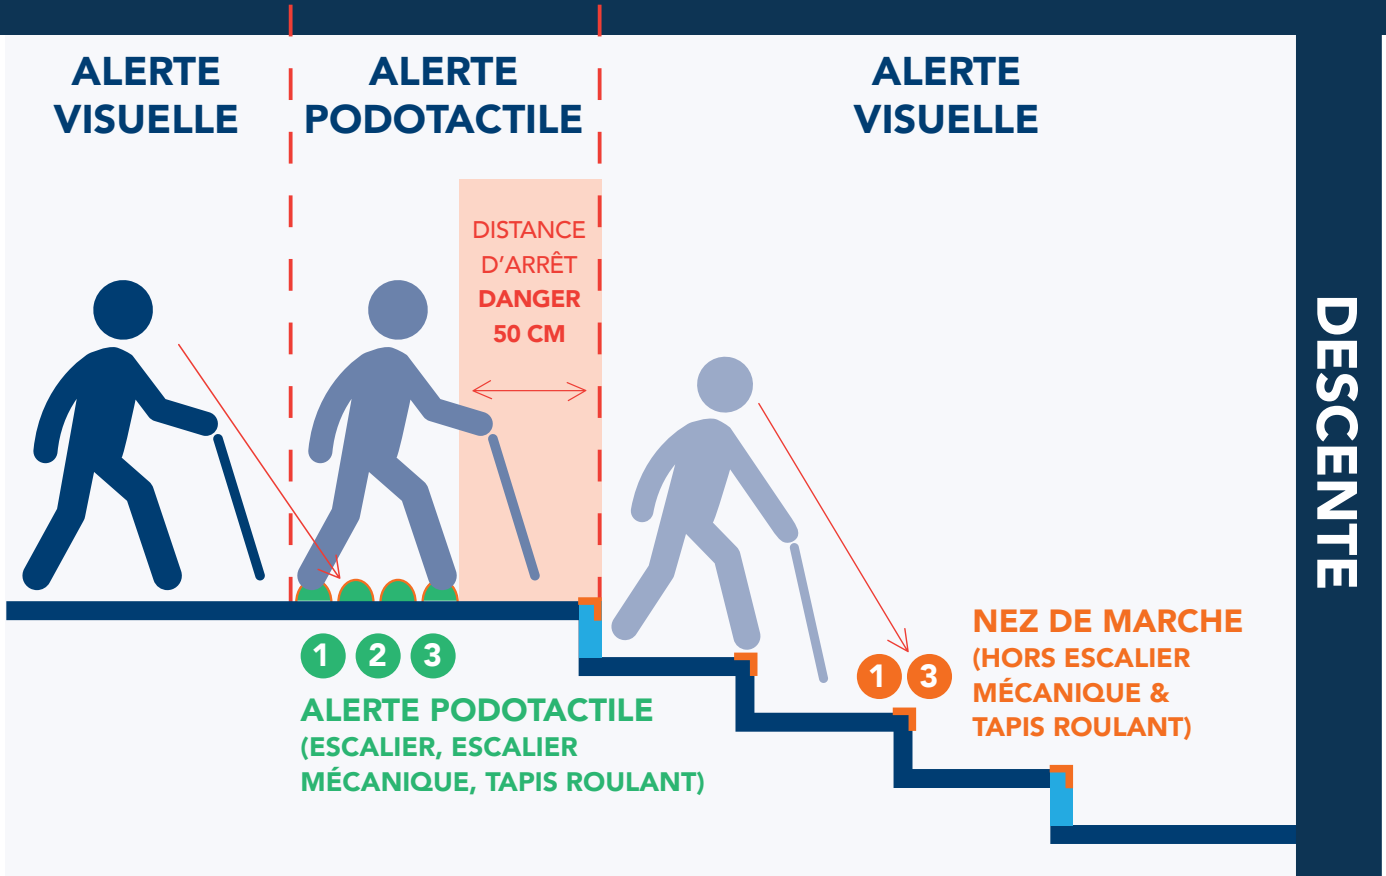 ALERTE
VISUELLE
ALERTE
PODOTACTILE
ALERTE
VISUELLE
DISTANCE
D'ARRÊT
DANGER
50 CM
DESCENTE
1 2 3
ALERTE PODOTACTILE
(ESCALIER, ESCALIER
MÉCANIQUE, TAPIS ROULANT)
1 3
NEZ DE MARCHE
(HORS ESCALIER
MÉCANIQUE &
TAPIS ROULANT)